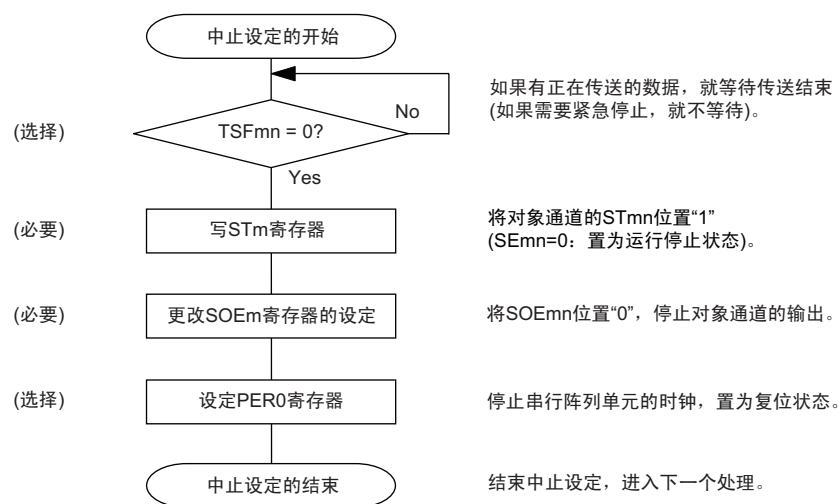 中止设定的开始
如果有正在传送的数据，就等待传送结束
(如果需要紧急停止，就不等待)。
No
(选择)
TSFmn = 0?
Yes
(必要)
写STm寄存器
将对象通道的STmn位置“1”
(SEmn=0：置为运行停止状态)。
(必要)
更改SOEm寄存器的设定
将SOEmn位置“0”，停止对象通道的输出。
(选择)
设定PER0寄存器
停止串行阵列单元的时钟，置为复位状态。
中止设定的结束
结束中止设定，进入下一个处理。